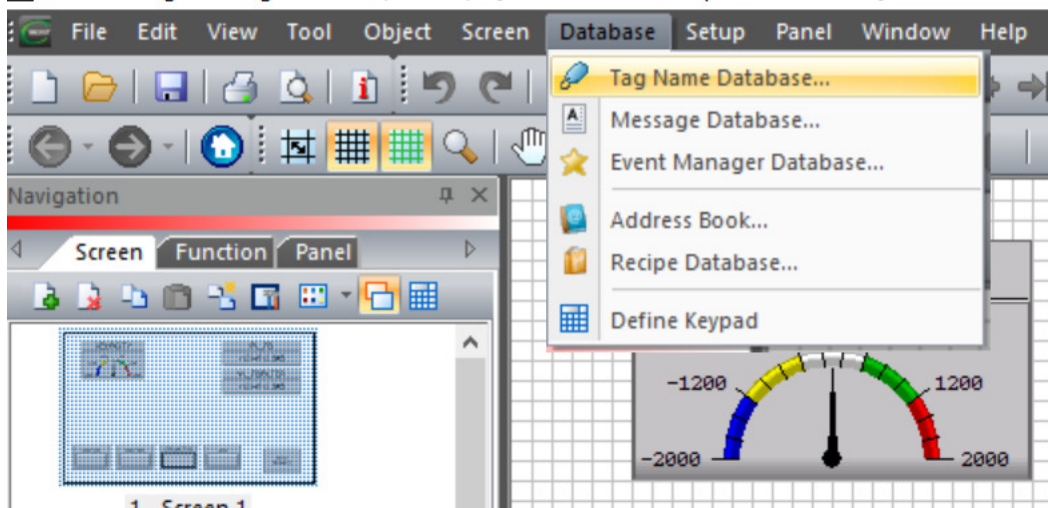 File Edit View Tool Object Screen Database Setup Panel Window Help
Tag Name Database...
Message Database...
Event Manager Database...
Address Book...
Recipe Database...
Define Keypad
Navigation
Screen Function Panel
1 - Screen 1
-1200 1200
-2000 2000